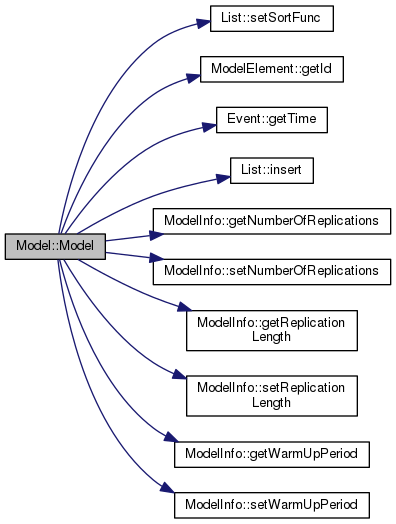 List::setSortFunc
ModelElement::getId
Event::getTime
List::insert
ModelInfo::getNumberOfReplications
Model::Model
ModelInfo::setNumberOfReplications
ModelInfo::getReplication
Length
ModelInfo::setReplication
Length
ModelInfo::getWarmUpPeriod
ModelInfo::setWarmUpPeriod